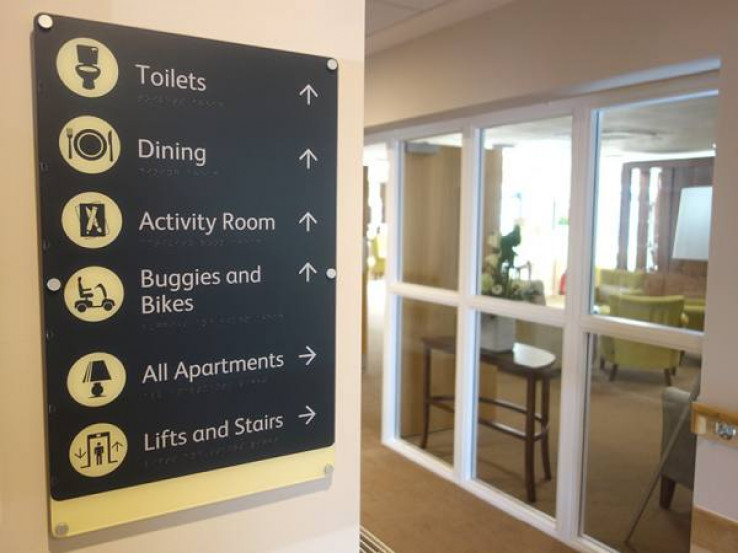 Toilets
Dining
Activity Room
Buggies and
Bikes
All Apartments
Lifts and Stairs